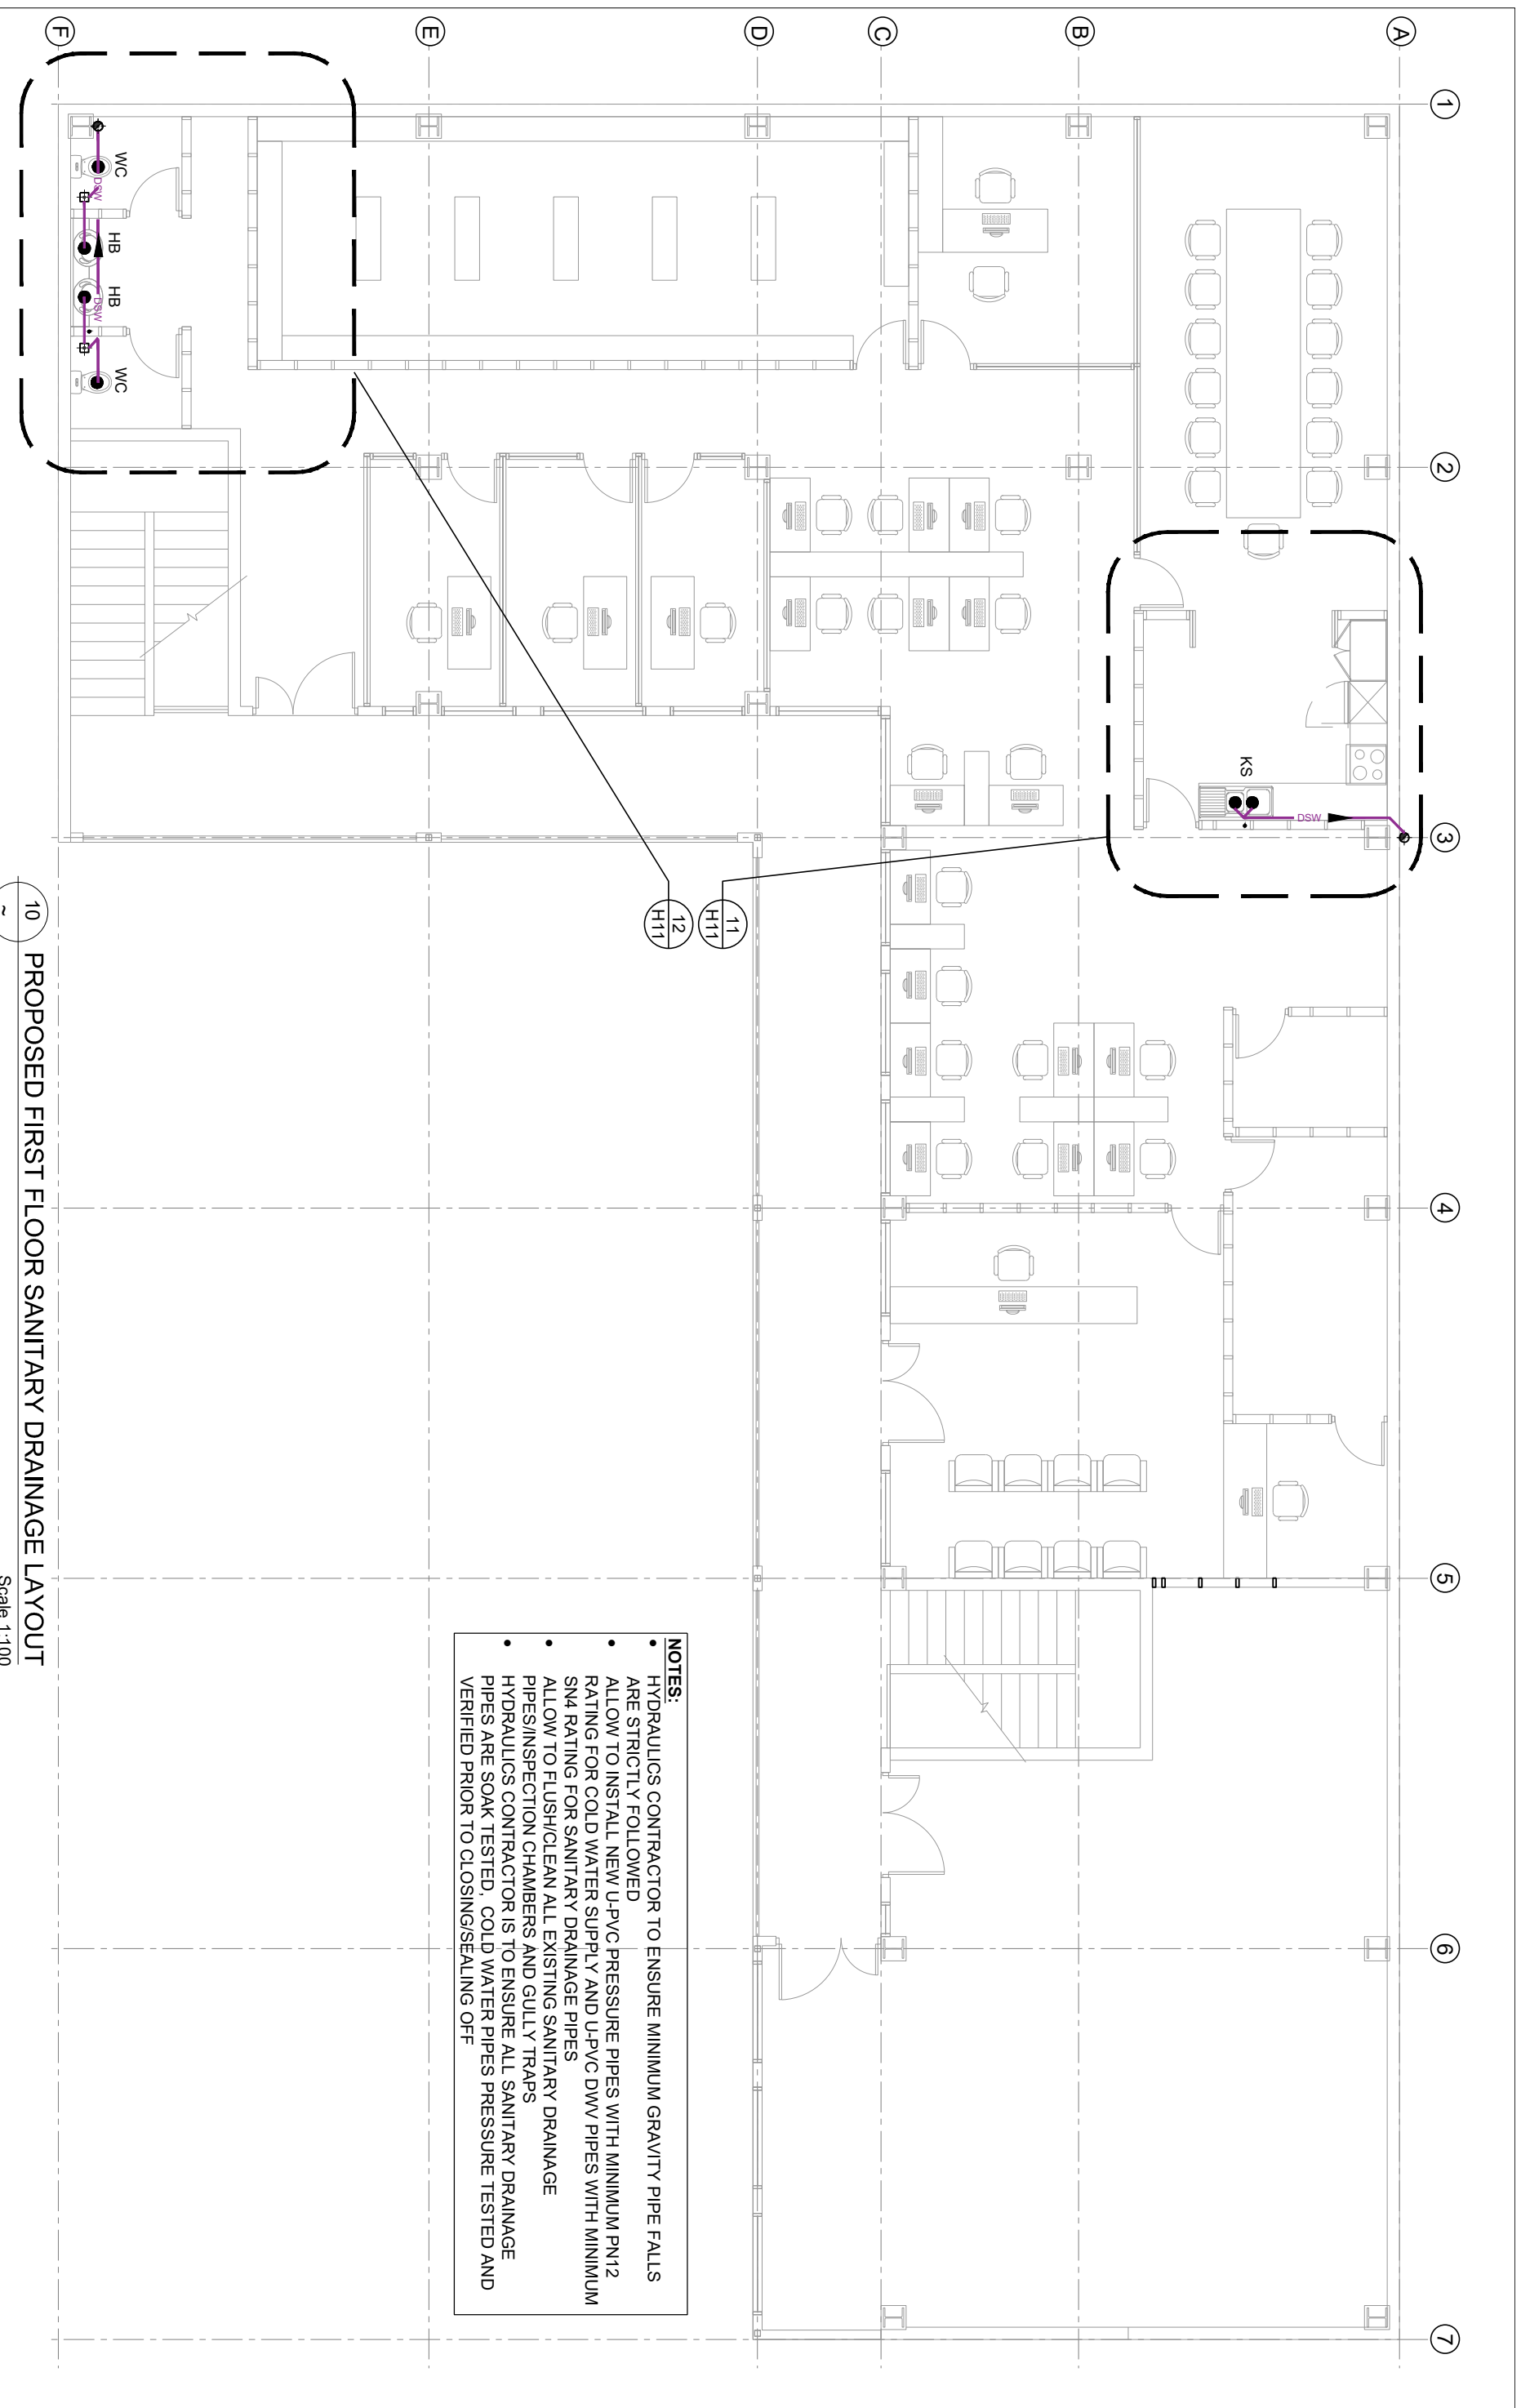 1
2
3
4
5
6
7
A
B
C
D
E
F
KS
DSW
11
H11
12
H11
WC
DSW
HB
HB
DSW
WC
NOTES:
• HYDRAULICS CONTRACTOR TO ENSURE MINIMUM GRAVITY PIPE FALLS
ARE STRICTLY FOLLOWED
• ALLOW TO INSTALL NEW U-PVC PRESSURE PIPES WITH MINIMUM PN12
RATING FOR COLD WATER SUPPLY AND U-PVC DWV PIPES WITH MINIMUM
SN4 RATING FOR SANITARY DRAINAGE PIPES
• ALLOW TO FLUSH/CLEAN ALL EXISTING SANITARY DRAINAGE
PIPES/INSPECTION CHAMBERS AND GULLY TRAPS
• HYDRAULICS CONTRACTOR IS TO ENSURE ALL SANITARY DRAINAGE
PIPES ARE SOAK TESTED, COLD WATER PIPES PRESSURE TESTED AND
VERIFIED PRIOR TO CLOSING/SEALING OFF
10
~
PROPOSED FIRST FLOOR SANITARY DRAINAGE LAYOUT
Scale 1:100